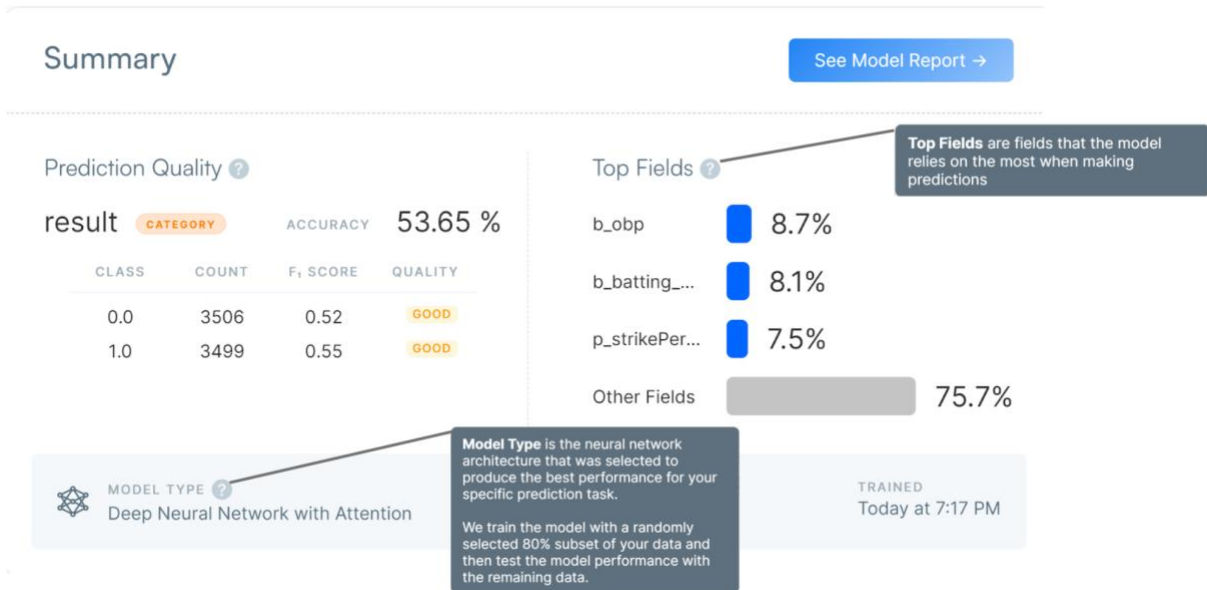 Summary
See Model Report →
Top Fields are fields that the model
relies on the most when making
predictions
Prediction Quality ?
result CATEGORY ACCURACY 53.65 %
CLASS COUNT F₁ SCORE QUALITY
0.0 3506 0.52 GOOD
1.0 3499 0.55 GOOD
Top Fields ?
b_obp 8.7%
b_batting_... 8.1%
p_strikePer... 7.5%
Other Fields 75.7%
MODEL TYPE ?
Deep Neural Network with Attention
Model Type is the neural network
architecture that was selected to
produce the best performance for your
specific prediction task.
We train the model with a randomly
selected 80% subset of your data and
then test the model performance with
the remaining data.
TRAINED
Today at 7:17 PM